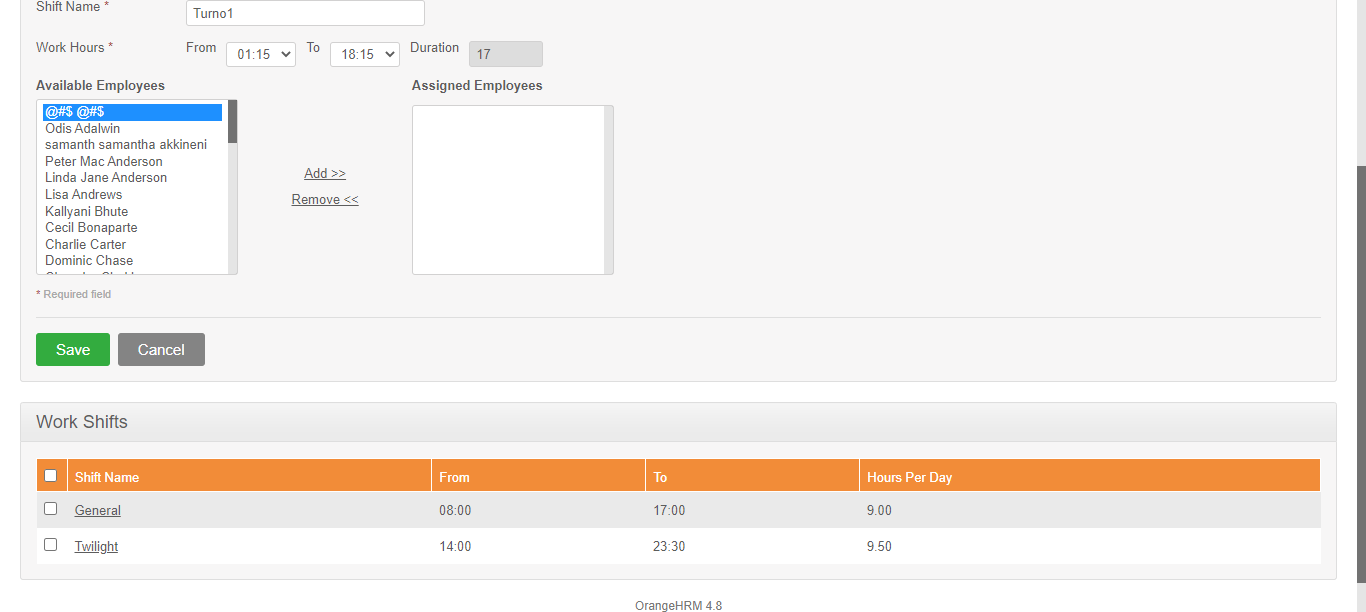 Shift Name *
Turno1
Work Hours * From 01:15 To 18:15 Duration 17
Available Employees
@#$ @#$
Odis Adalwin
samanth samantha akkineni
Peter Mac Anderson
Linda Jane Anderson
Lisa Andrews
Kallyani Bhute
Cecil Bonaparte
Charlie Carter
Dominic Chase
Add >>
Remove <<
Assigned Employees
* Required field
Save Cancel
Work Shifts
Shift Name From To Hours Per Day
General 08:00 17:00 9.00
Twilight 14:00 23:30 9.50
OrangeHRM 4.8